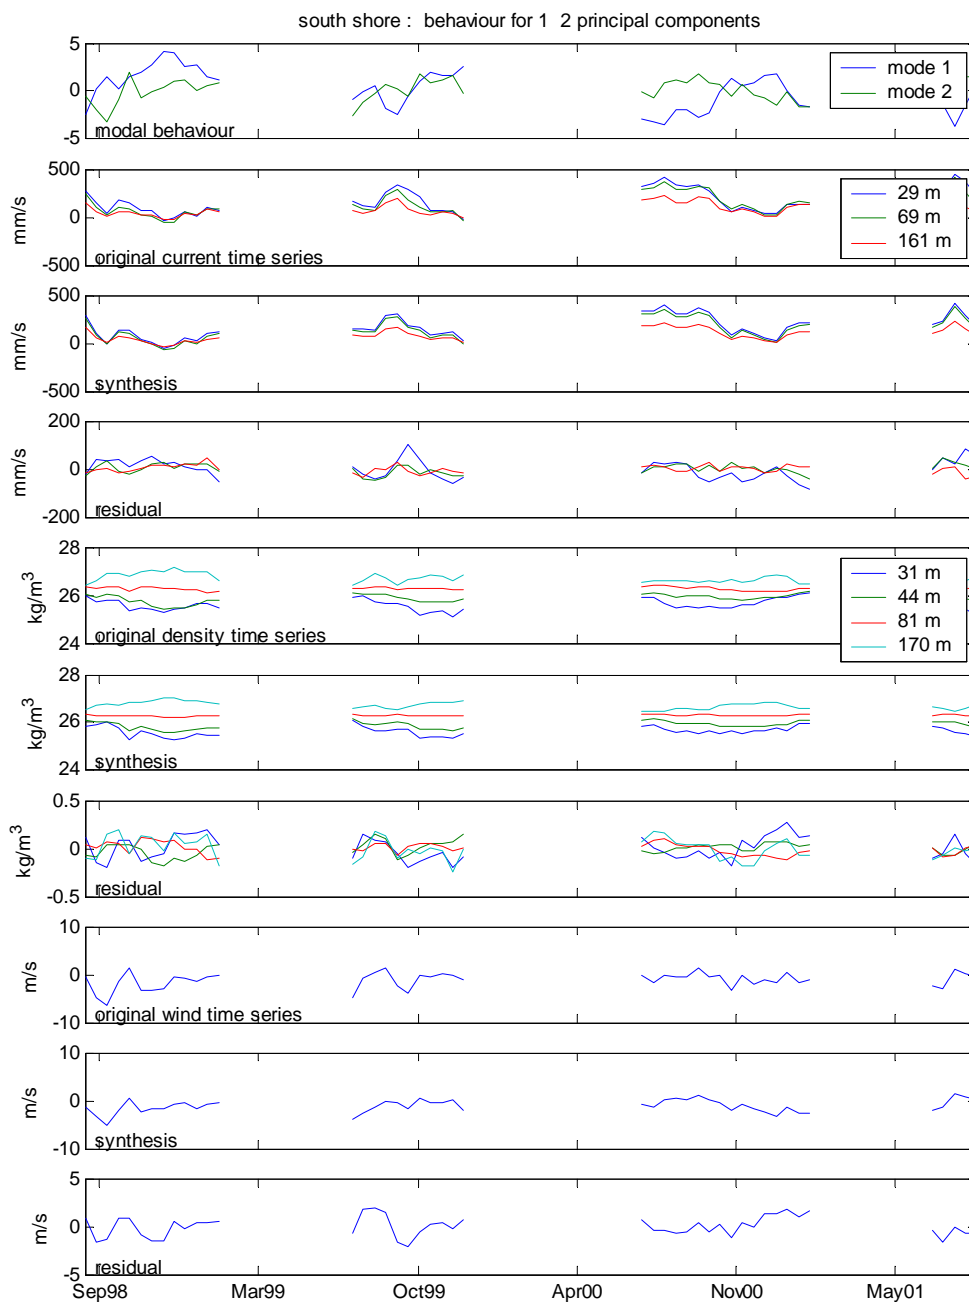 south shore :  behaviour for 1  2 principal components
5
0
-5
modal behaviour
mode 1
mode 2
500
0
-500
mm/s
original current time series
29 m
69 m
161 m
500
0
-500
mm/s
synthesis
200
0
-200
mm/s
residual
28
26
24
kg/m³
original density time series
31 m
44 m
81 m
170 m
28
26
24
kg/m³
synthesis
0.5
0
-0.5
kg/m³
residual
10
0
-10
m/s
original wind time series
10
0
-10
m/s
synthesis
5
0
-5
m/s
residual
Sep98 Mar99 Oct99 Apr00 Nov00 May01